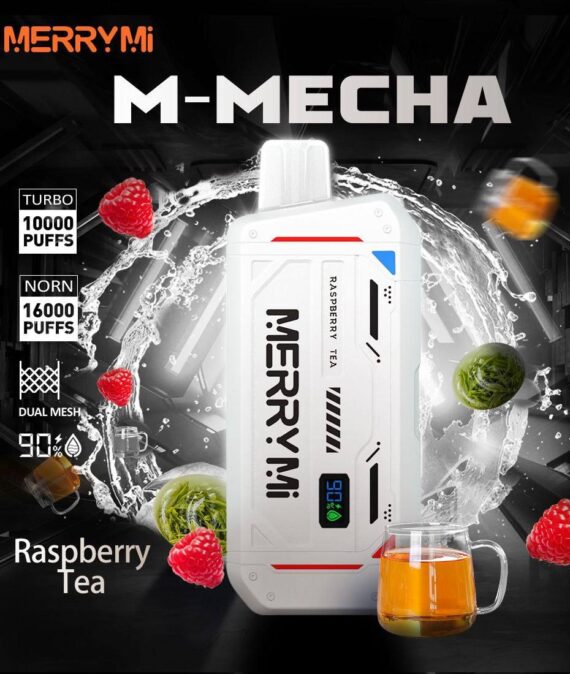 MERRYMi
M-MECHA
TURBO
10000
PUFFS
NORN
16000
PUFFS
DUAL MESH
90%
Raspberry
Tea
RASPBERRY TEA
MERRYMi
90%